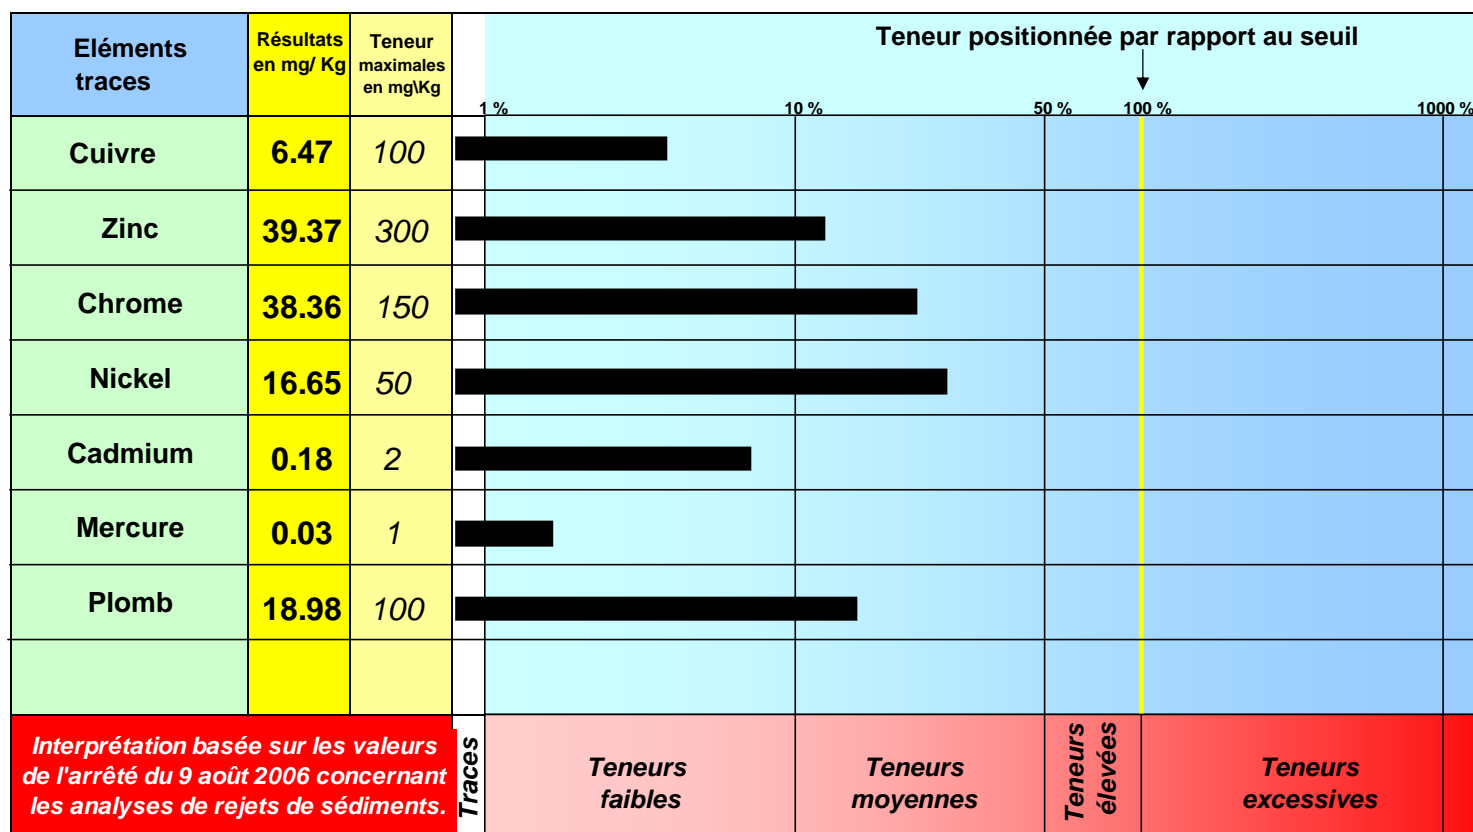 Eléments
traces
Résultats
en mg/ Kg
Teneur
maximales
en mg\Kg
Teneur positionnée par rapport au seuil
1 %
10 %
50 %
100 %
1000 %
Cuivre
6.47
100
Zinc
39.37
300
Chrome
38.36
150
Nickel
16.65
50
Cadmium
0.18
2
Mercure
0.03
1
Plomb
18.98
100
Interprétation basée sur les valeurs
de l'arrêté du 9 août 2006 concernant
les analyses de rejets de sédiments.
Traces
Teneurs
faibles
Teneurs
moyennes
Teneurs
élevées
Teneurs
excessives